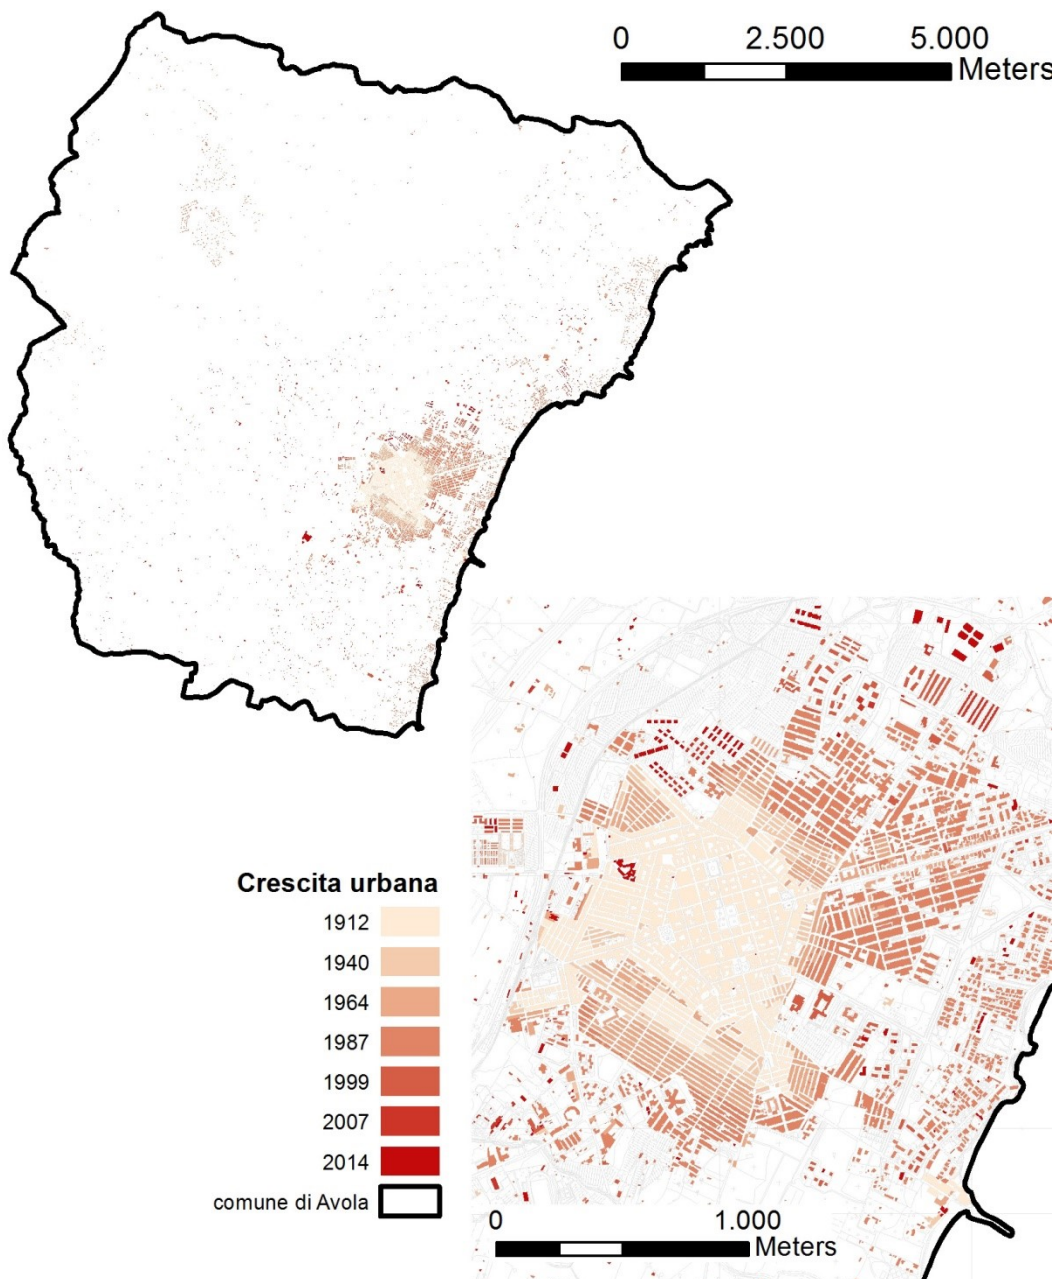 0 2.500 5.000
Meters
Crescita urbana
1912
1940
1964
1987
1999
2007
2014
comune di Avola
0 1.000
Meters